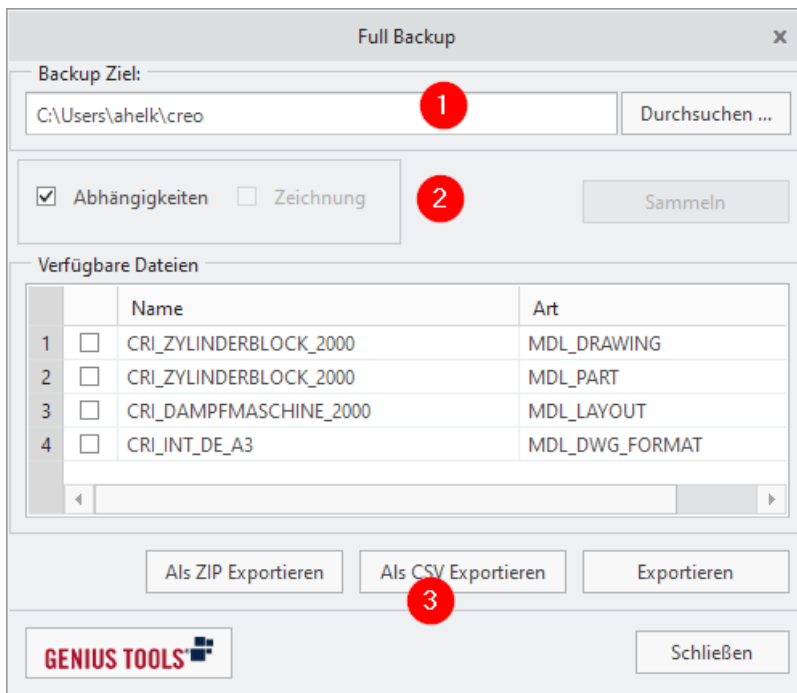 Full Backup
Backup Ziel:
C:\Users\ahelk\creo
1
Durchsuchen ...
Abhängigkeiten Zeichnung
2
Sammeln
Verfügbare Dateien
Name Art
1 CRI_ZYLINDERBLOCK_2000 MDL_DRAWING
2 CRI_ZYLINDERBLOCK_2000 MDL_PART
3 CRI_DAMPFMASCHINE_2000 MDL_LAYOUT
4 CRI_INT_DE_A3 MDL_DWG_FORMAT
Als ZIP Exportieren Als CSV Exportieren Exportieren
3
GENIUS TOOLS Schließen